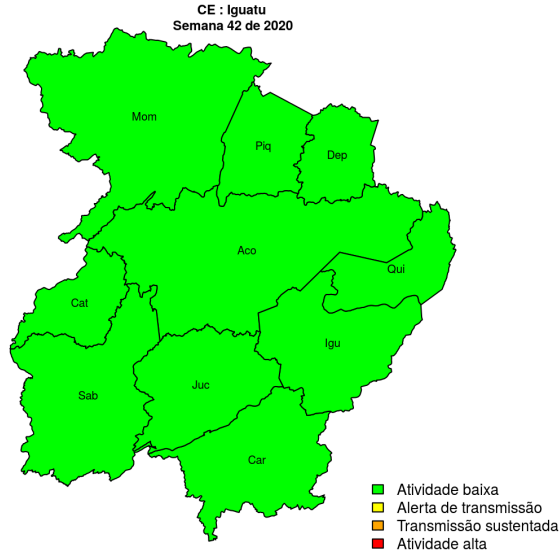 CE : Iguatu
Semana 42 de 2020
Mom
Piq
Dep
Aco
Qui
Cat
Igu
Juc
Sab
Car
Atividade baixa
Alerta de transmissão
Transmissão sustentada
Atividade alta